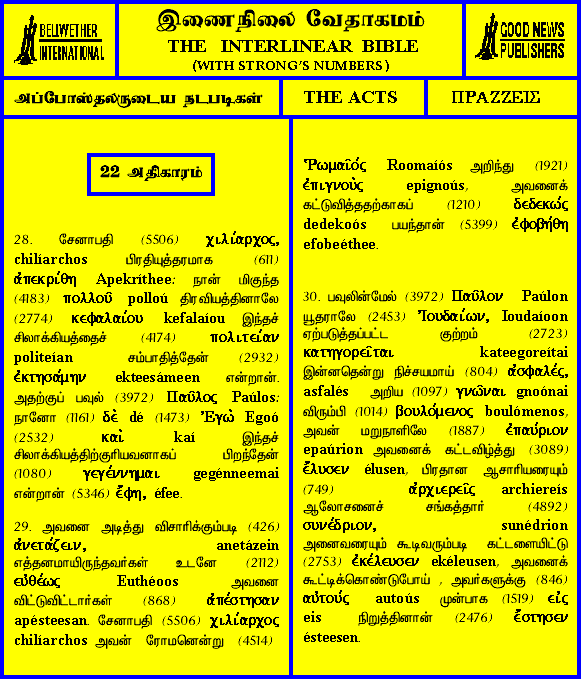 BELLWETHER
INTERNATIONAL
இணைநிலை வேதாகமம்
THE INTERLINEAR BIBLE
(WITH STRONG'S NUMBERS)
GOOD NEWS
PUBLISHERS
அப்போஸ்தலருடைய நடபடிகள்
THE ACTS
ΠΡΑΖΖΕΙΣ
22 அதிகாரம்
28. சேனாபதி (5506) χιλίαρχος,
chilíarchos பிரதியுத்தரமாக (611)
ἀπεκρίθη Apekríthee: நான் மிகுந்த
(4183) πολλοῦ polloú திரவியத்தினாலே
(2774) κεφαλαίου kefalaíou இந்தச்
சிலாக்கியத்தைச் (4174) πολιτείαν
politeían சம்பாதித்தேன் (2932)
ἐκτησάμην ekteesámeen என்றான்.
அதற்குப் பவுல் (3972) Παῦλος Paúlos:
நானோ (1161) δὲ dé (1473) Ἐγὼ Egoó
(2532) καὶ kaí இந்தச்
சிலாக்கியத்திற்குரியவனாகப் பிறந்தேன்
(1080) γεγέννημαι gegénneemai
என்றான் (5346) ἔφη, éfee.
29. அவனை அடித்து விசாரிக்கும்படி (426)
ἀνετάζειν, anetázein
எத்தனமாயிருந்தவர்கள் உடனே (2112)
εὐθέως Euthéoos அவனை
விட்டுவிட்டார்கள் (868) ἀπέστησαν
apésteesan. சேனாபதி (5506) χιλίαρχος
chilíarchos அவன் ரோமனென்று (4514)
Ῥωμαῖός Roomaíós அறிந்து (1921)
ἐπιγνοὺς epignoús, அவனைக்
கட்டுவித்ததற்காகப் (1210) δεδεκώς
dedekoós பயந்தான் (5399) ἐφοβήθη
efobeéthee.
30. பவுலின்மேல் (3972) Παῦλον Paúlon
யூதராலே (2453) Ἰουδαίων, Ioudaíoon
ஏற்படுத்தப்பட்ட குற்றம் (2723)
κατηγορεῖται kateegoreítai
இன்னதென்று நிச்சயமாய் (804) ἀσφαλές,
asfalés அறிய (1097) γνῶναι gnoónai
விரும்பி (1014) βουλόμενος boulómenos,
அவன் மறுநாளிலே (1887) ἐπαύριον
epaúrion அவனைக் கட்டவிழ்த்து (3089)
ἔλυσεν élusen, பிரதான ஆசாரியரையும்
(749) ἀρχιερεῖς archiereís
ஆலோசனைச் சங்கத்தார் (4892)
συνέδριον, sunédrion
அனைவரையும் கூடிவரும்படி கட்டளையிட்டு
(2753) ἐκέλευσεν ekéleusen, அவனைக்
கூட்டிக்கொண்டுபோய் , அவர்களுக்கு (846)
αὐτούς autoús முன்பாக (1519) εἰς
eis நிறுத்தினான் (2476) ἔστησεν
ésteesen.